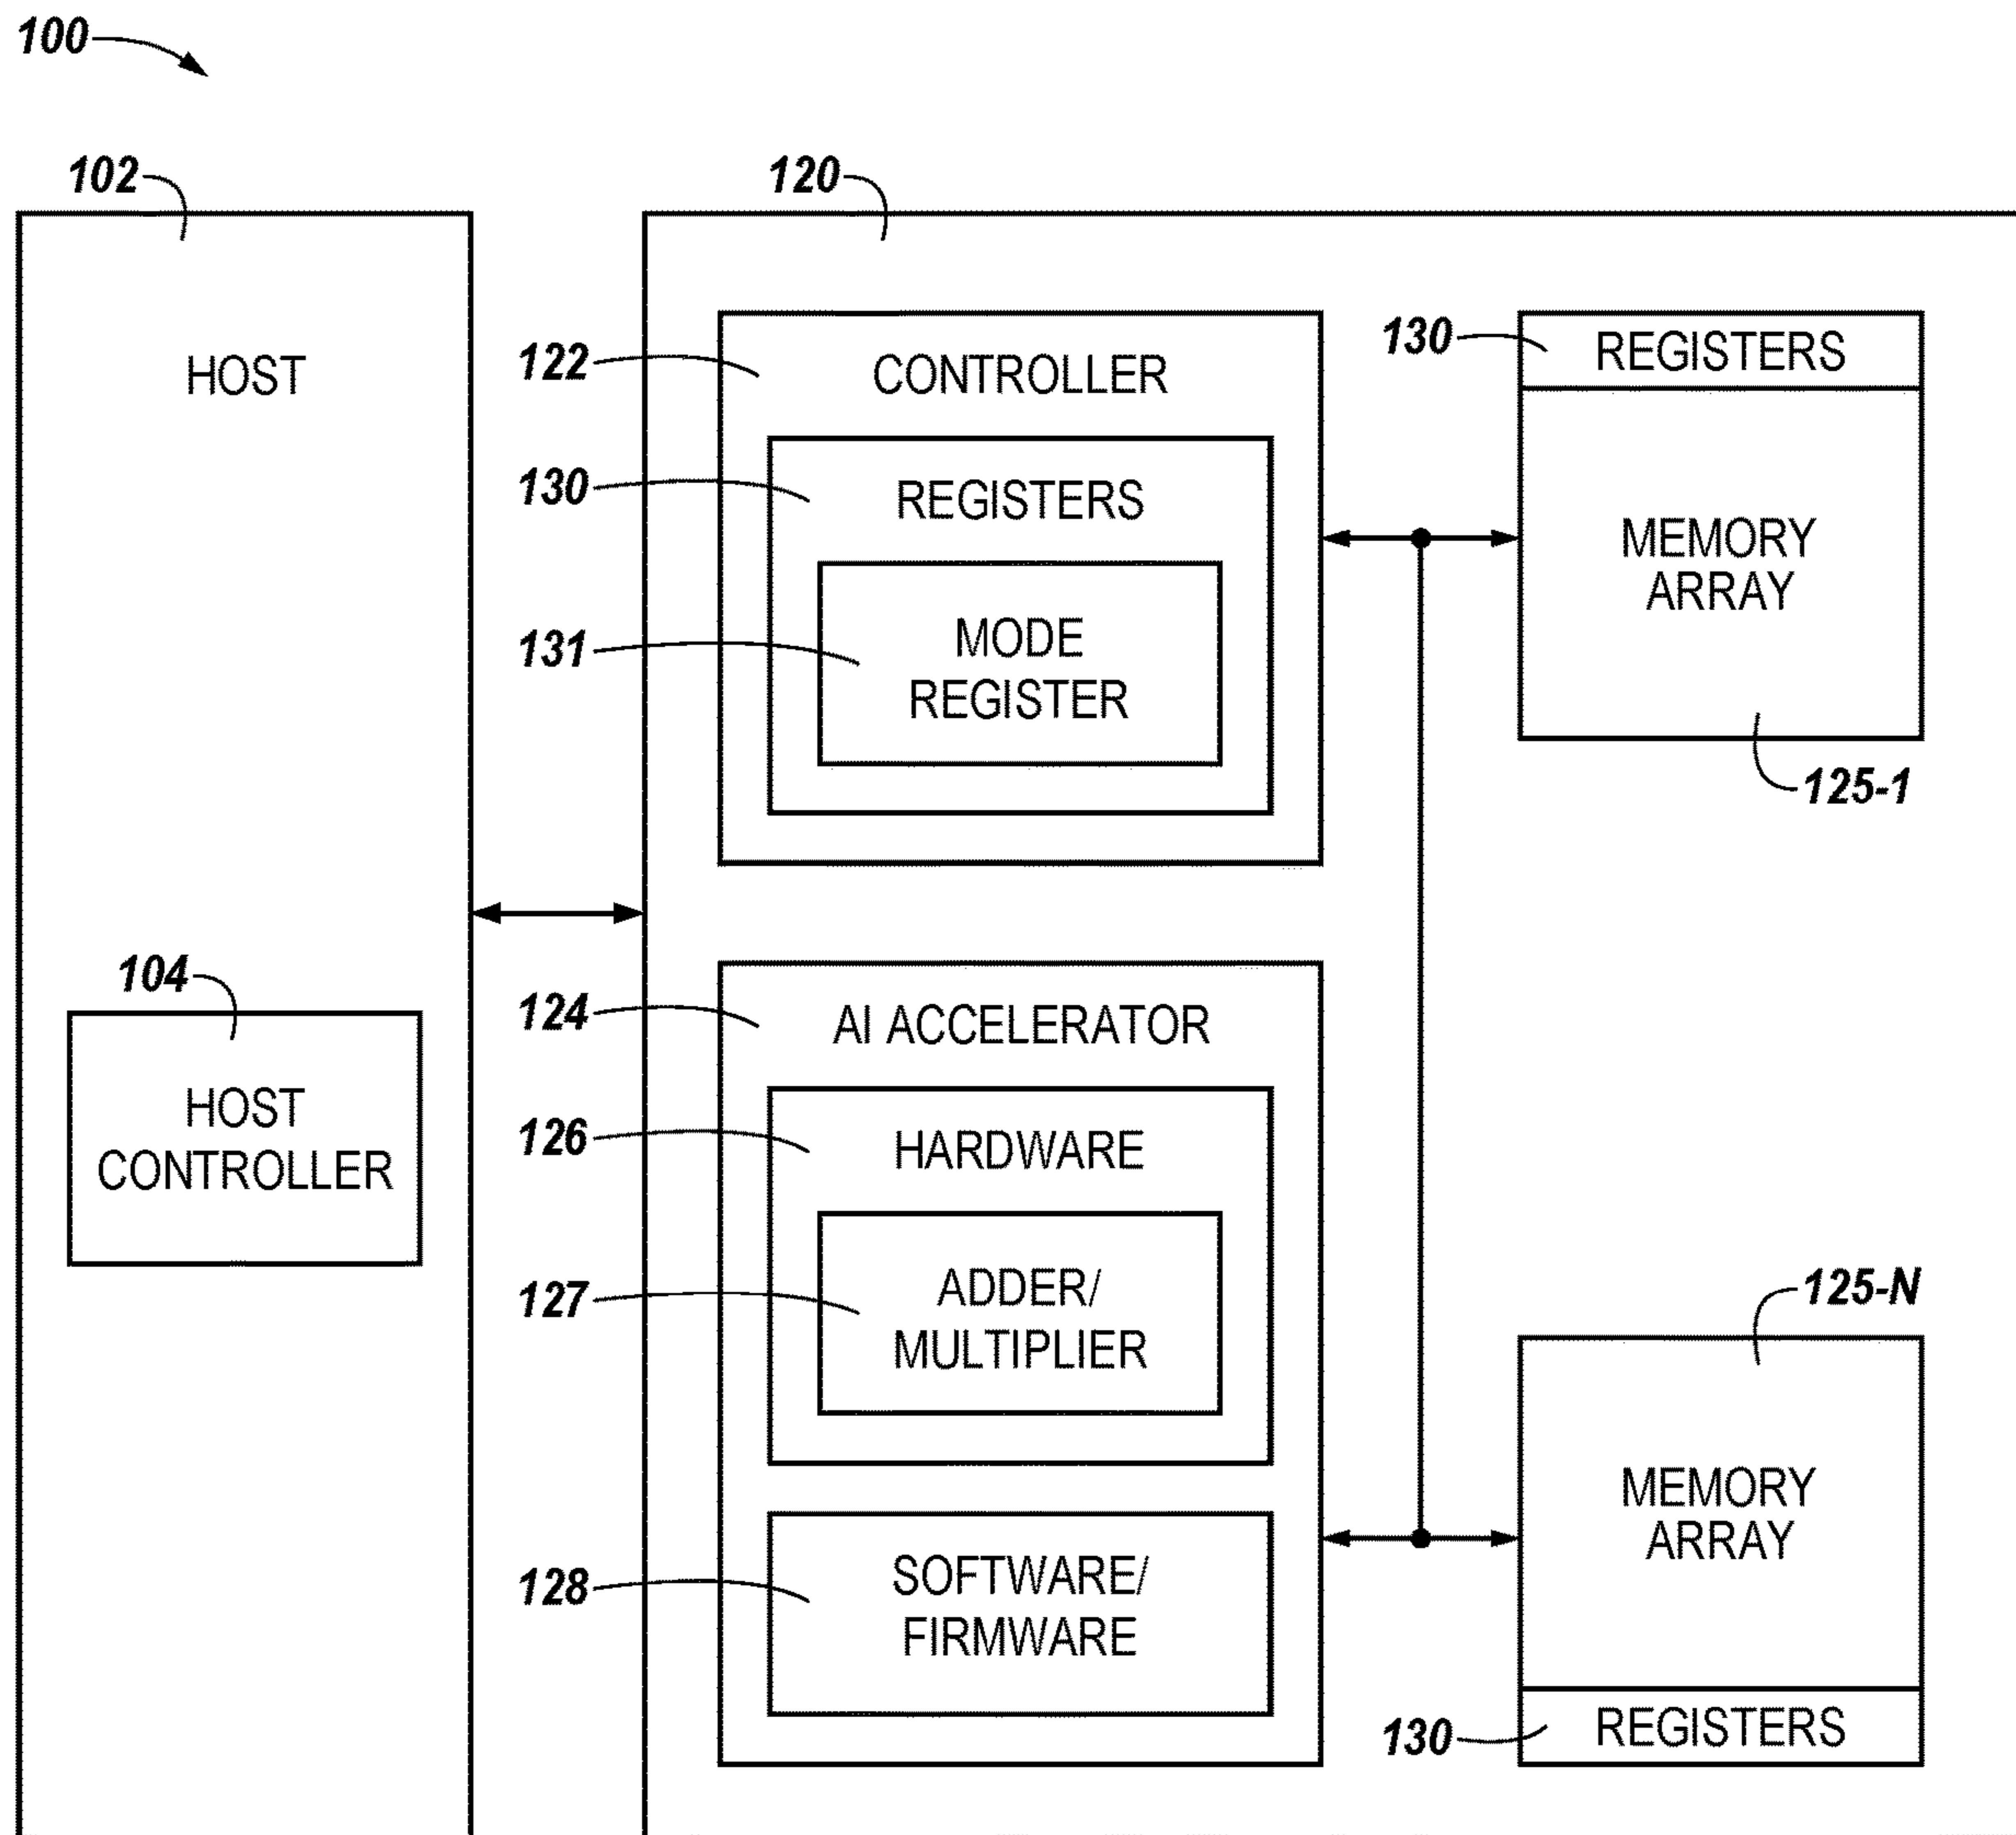 100
102
120
HOST
122
CONTROLLER
130
REGISTERS
131
MODE
REGISTER
130
REGISTERS
MEMORY
ARRAY
125-1
104
HOST
CONTROLLER
124
AI ACCELERATOR
126
HARDWARE
127
ADDER/
MULTIPLIER
128
SOFTWARE/
FIRMWARE
125-N
MEMORY
ARRAY
130
REGISTERS